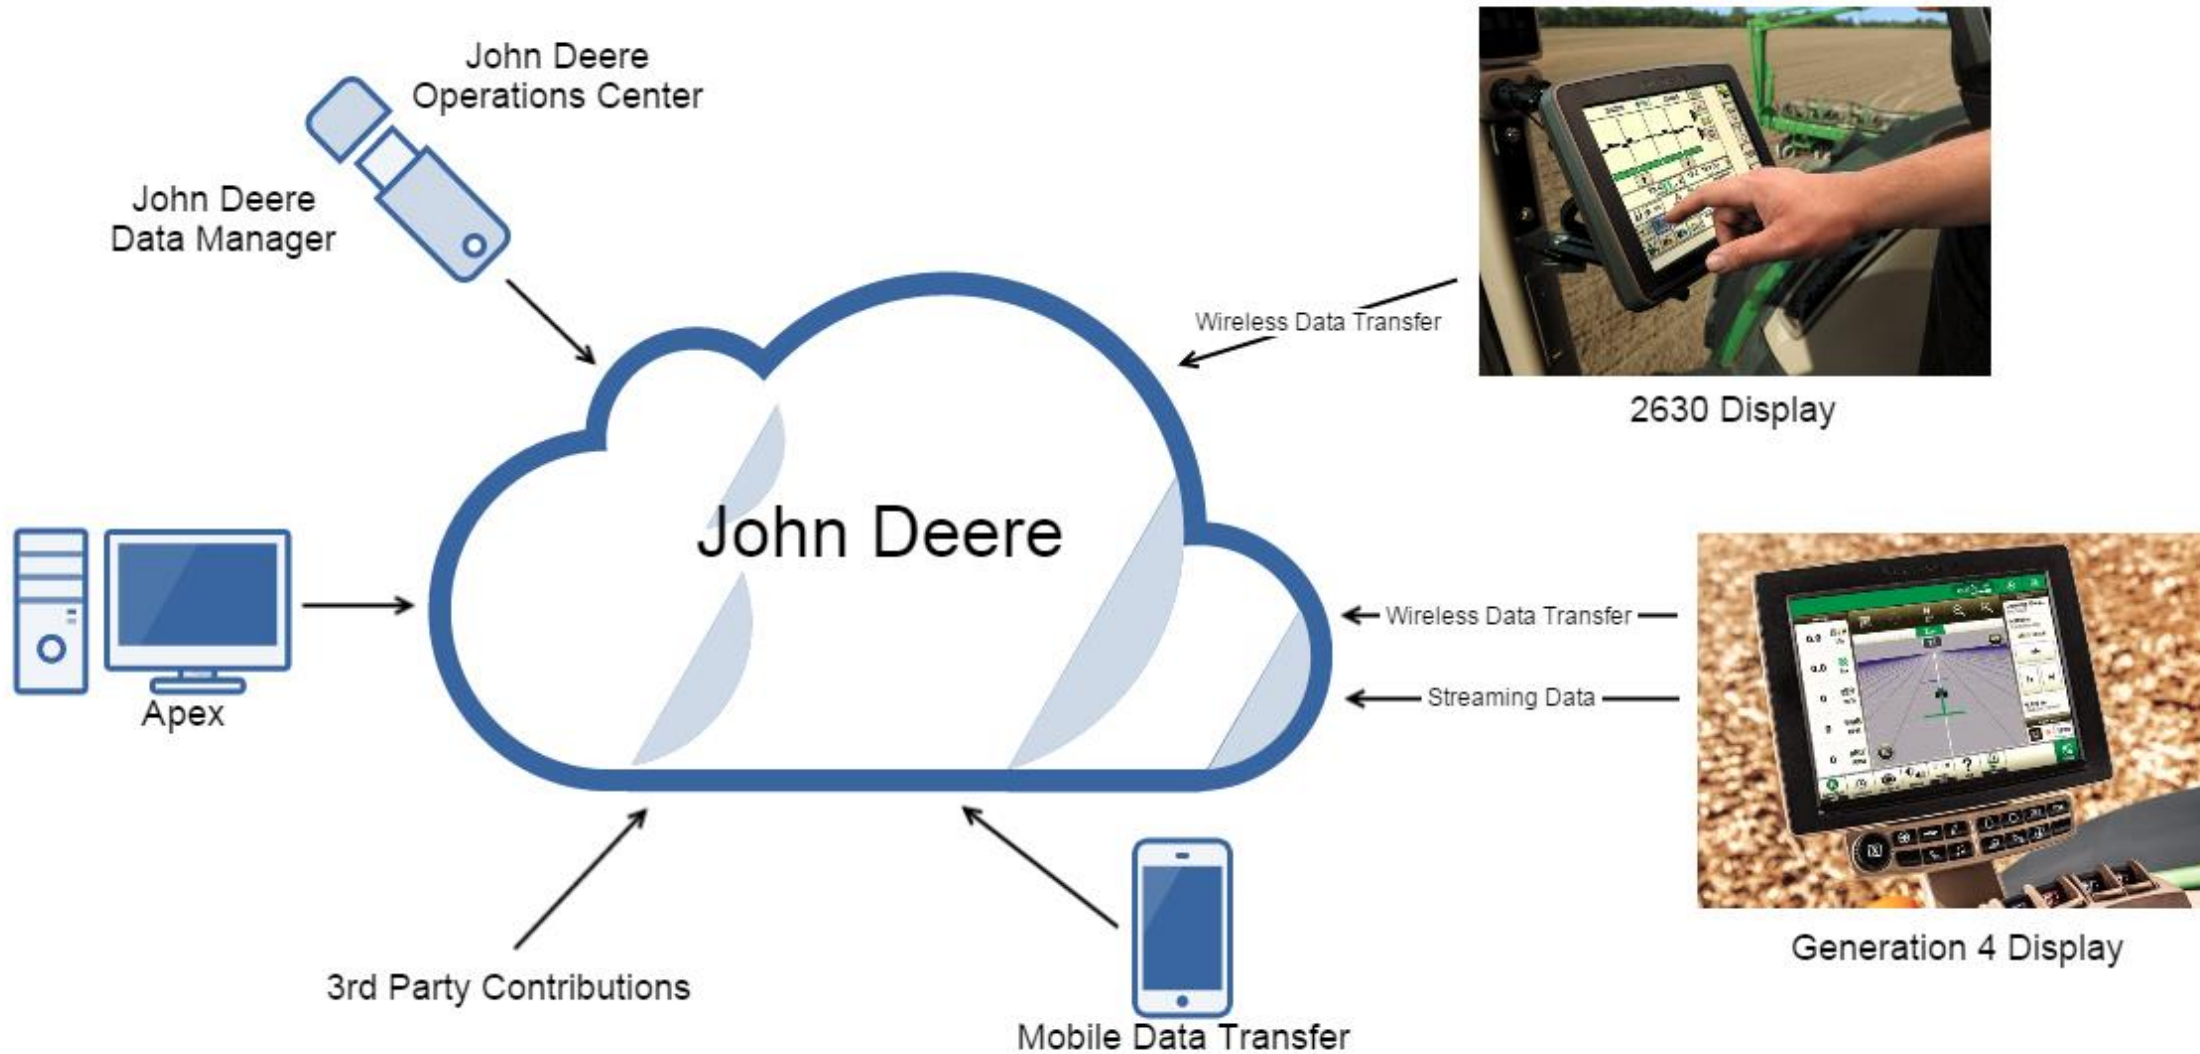 John Deere
Operations Center
John Deere
Data Manager
Wireless Data Transfer
2630 Display
John Deere
Apex
Wireless Data Transfer
Streaming Data
Generation 4 Display
3rd Party Contributions
Mobile Data Transfer